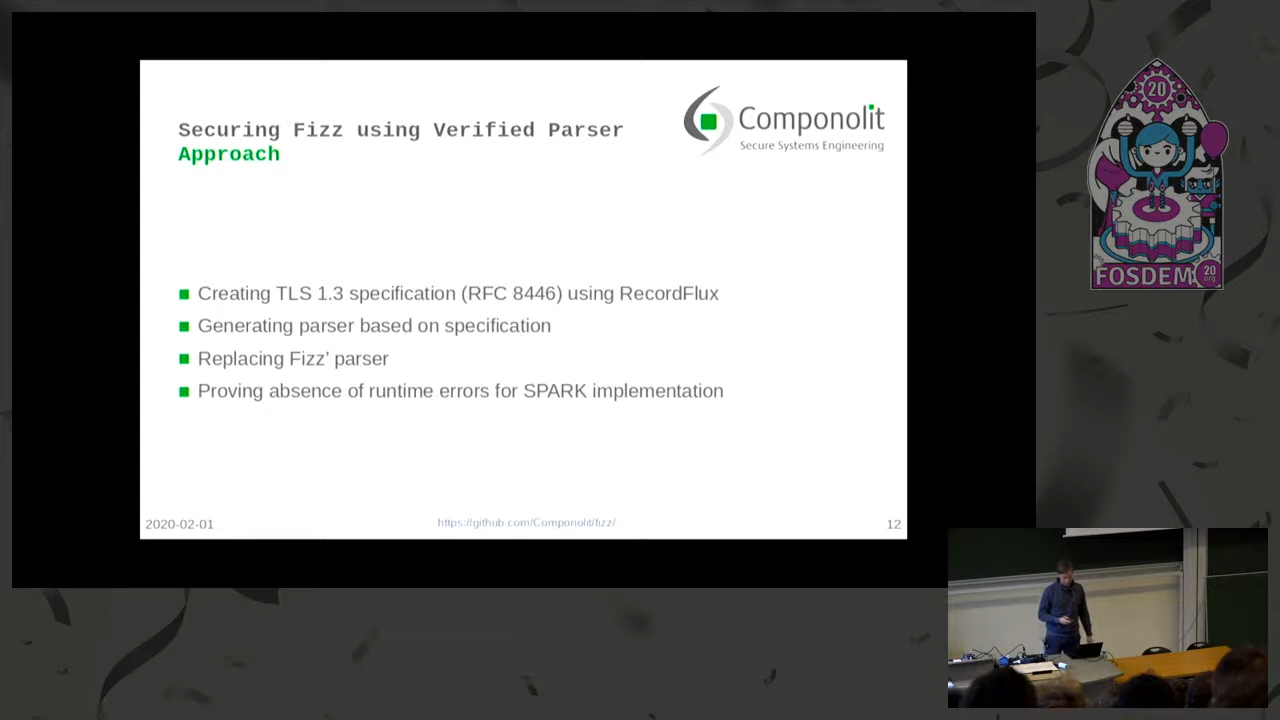 Securing Fizz using Verified Parser
Approach
Componolit
Secure Systems Engineering
Creating TLS 1.3 specification (RFC 8446) using RecordFlux
Generating parser based on specification
Replacing Fizz’ parser
Proving absence of runtime errors for SPARK implementation
2020-02-01
https://github.com/Componolit/fizz/
12
20
FOSDEM
20
.org